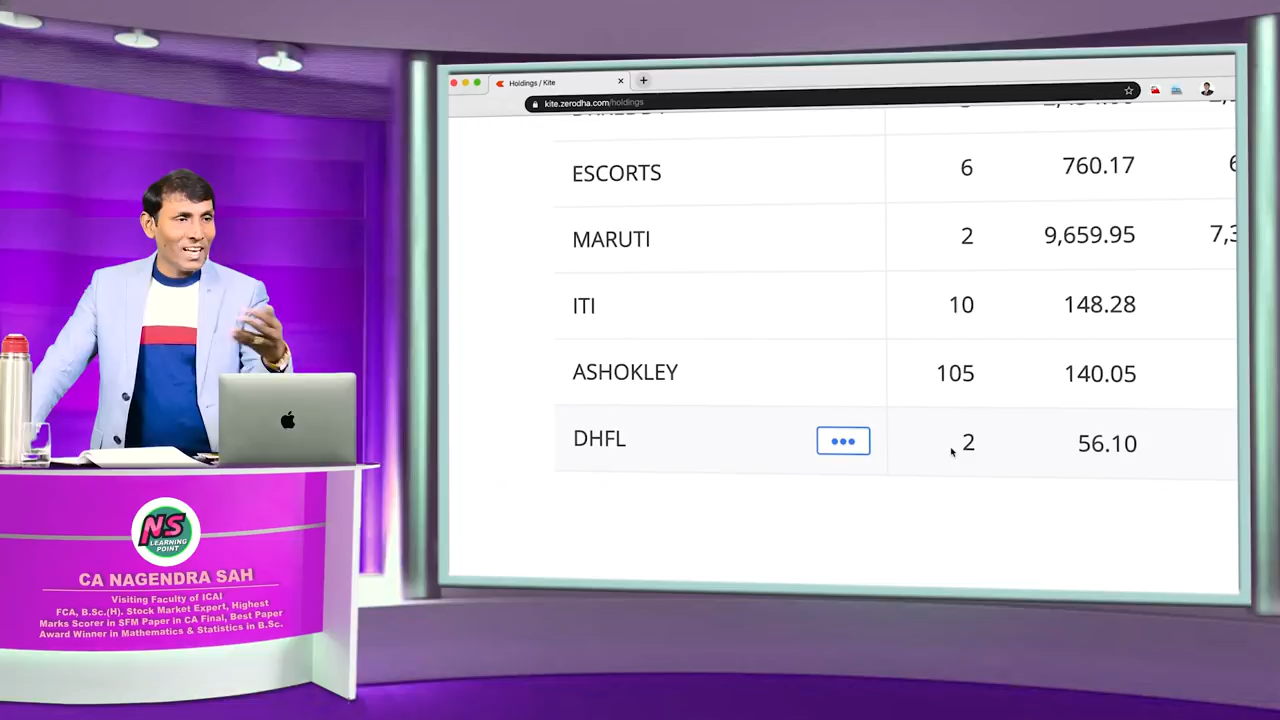 Holdings / Kite
kite.zerodha.com/holdings
ESCORTS 6 760.17
MARUTI 2 9,659.95
ITI 10 148.28
ASHOKLEY 105 140.05
DHFL 2 56.10
NS
LEARNING
POINT
CA NAGENDRA SAH
Visiting Faculty of ICAI
FCA, B.Sc.(H). Stock Market Expert, Highest
Marks Scorer in SFM Paper in CA Final, Best Paper
Award Winner in Mathematics & Statistics in B.Sc.